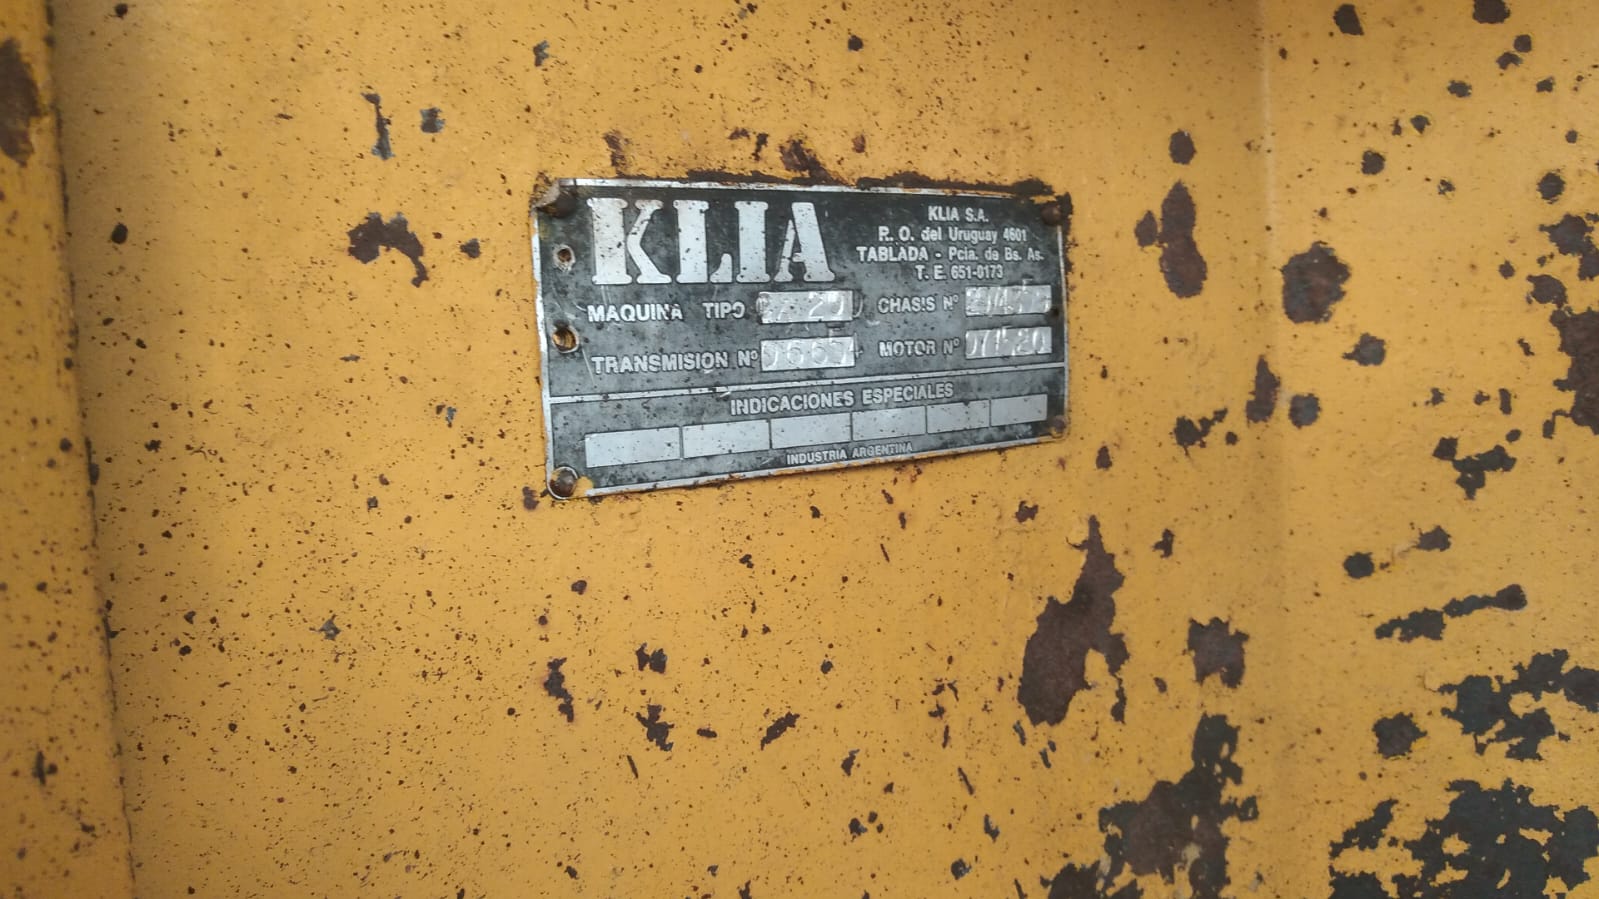 KLIA
KLIA S.A.
R. O. del Uruguay 4601
TABLADA - Pcia. de Bs. As.
T. E. 651-0173
MAQUINA TIPO
CHASIS Nº
TRANSMISION Nº
MOTOR Nº
INDICACIONES ESPECIALES
INDUSTRIA ARGENTINA